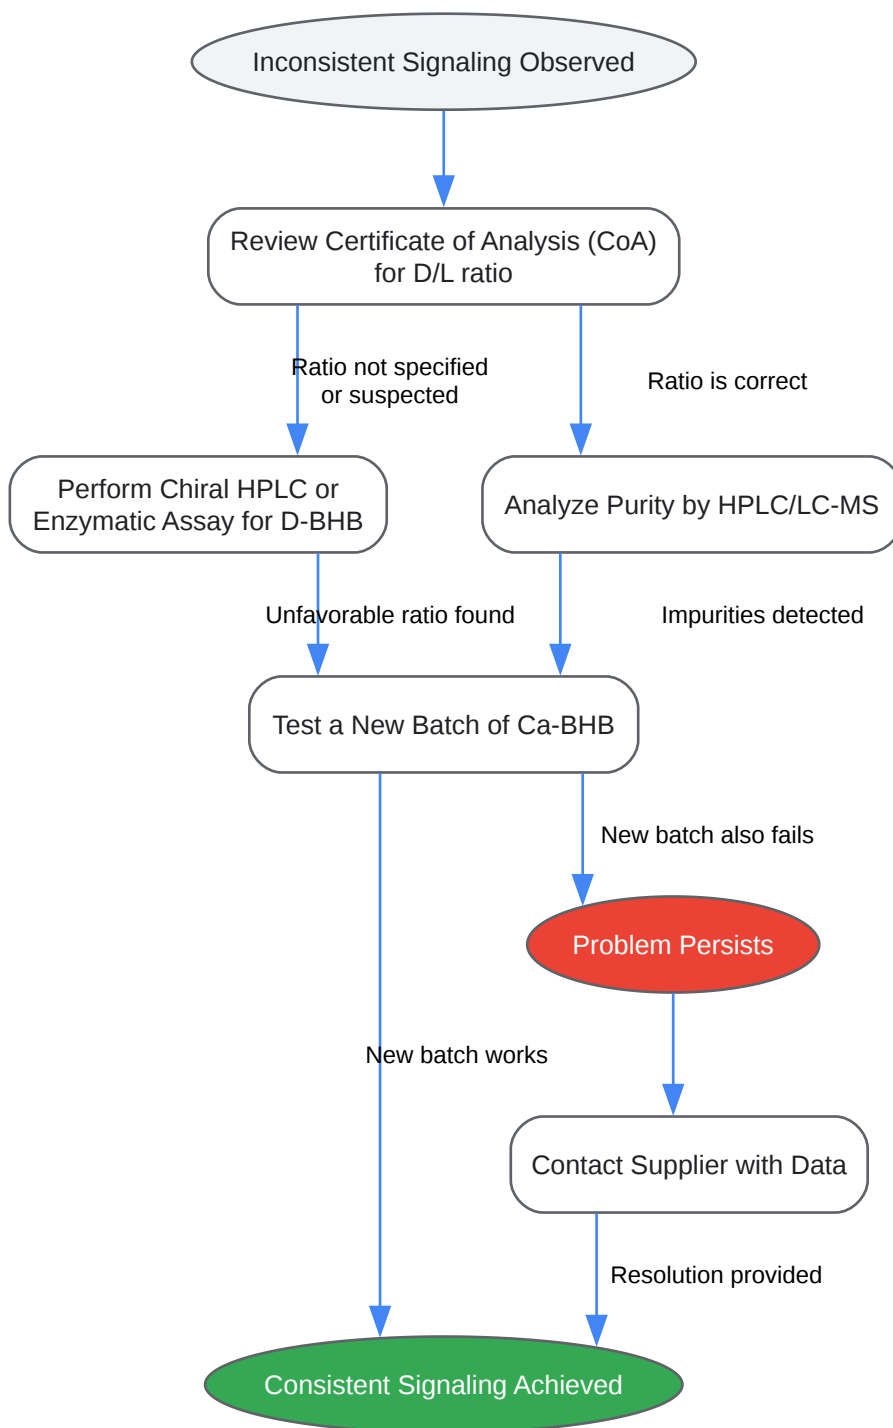 Inconsistent Signaling Observed
Review Certificate of Analysis (CoA)
for D/L ratio
Ratio not specified
or suspected
Ratio is correct
Perform Chiral HPLC or
Enzymatic Assay for D-BHB
Analyze Purity by HPLC/LC-MS
Unfavorable ratio found
Impurities detected
Test a New Batch of Ca-BHB
New batch also fails
Problem Persists
New batch works
Contact Supplier with Data
Resolution provided
Consistent Signaling Achieved